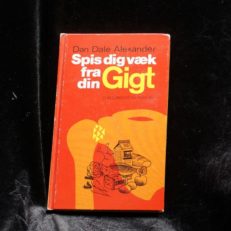 Dan Dale Alexander
Spis dig væk
fra
din Gigt